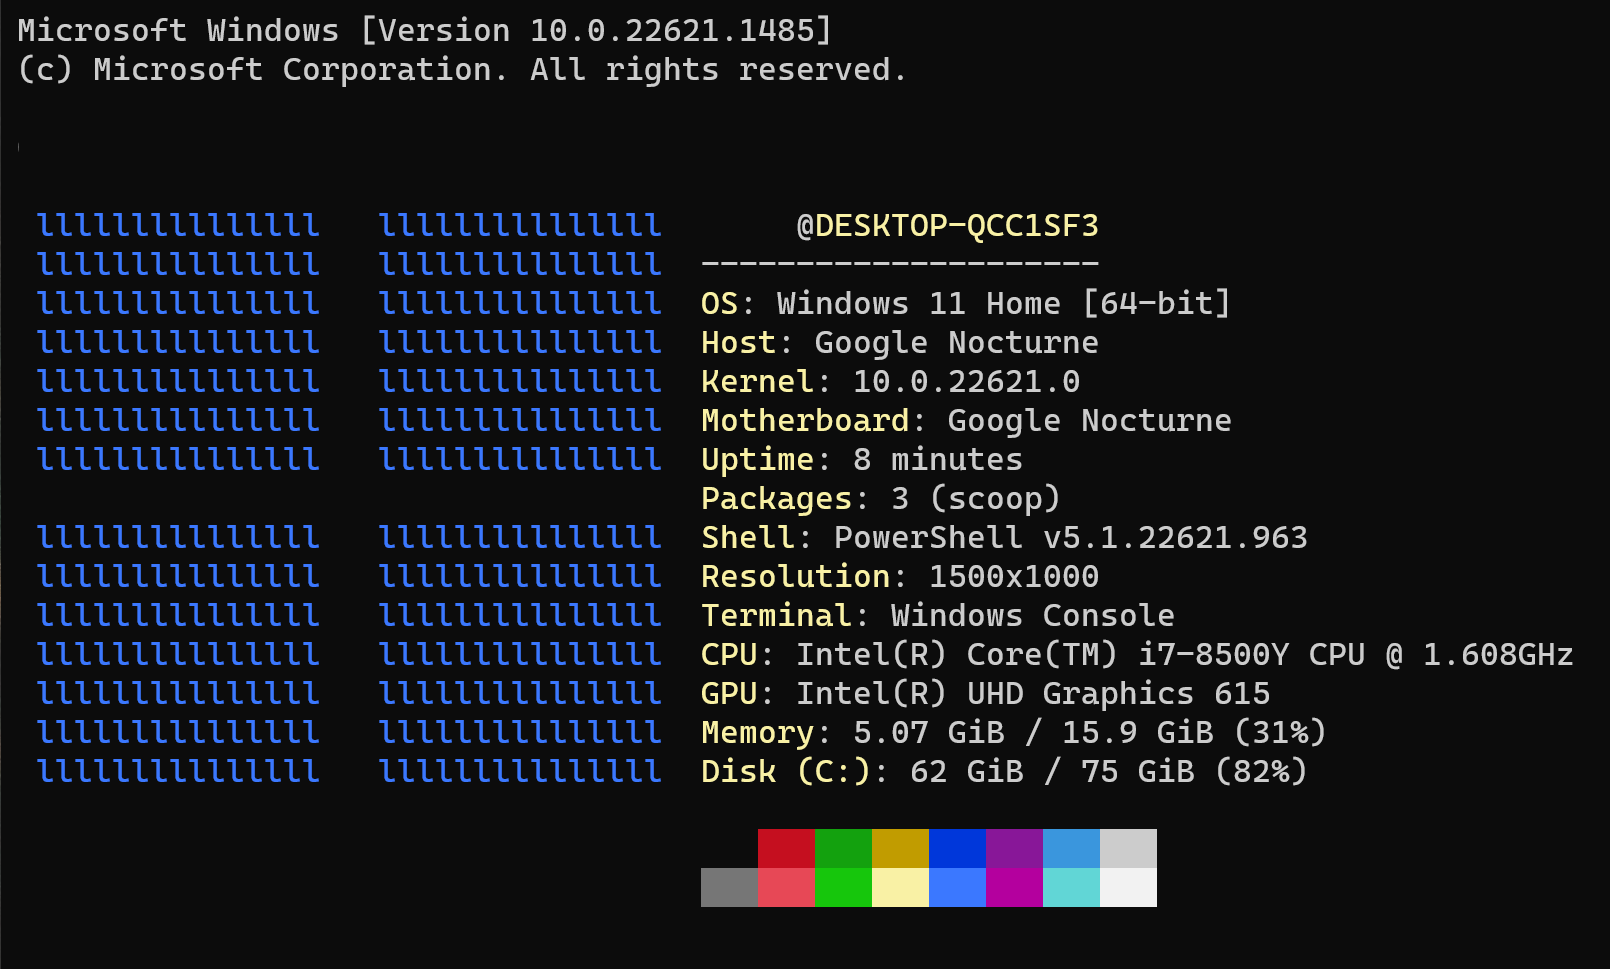 Microsoft Windows [Version 10.0.22621.1485]
(c) Microsoft Corporation. All rights reserved.
lllllllllllllll   lllllllllllllll       @DESKTOP-QCC1SF3
lllllllllllllll   lllllllllllllll  ---------------------
lllllllllllllll   lllllllllllllll  OS: Windows 11 Home [64-bit]
lllllllllllllll   lllllllllllllll  Host: Google Nocturne
lllllllllllllll   lllllllllllllll  Kernel: 10.0.22621.0
lllllllllllllll   lllllllllllllll  Motherboard: Google Nocturne
lllllllllllllll   lllllllllllllll  Uptime: 8 minutes
Packages: 3 (scoop)
lllllllllllllll   lllllllllllllll  Shell: PowerShell v5.1.22621.963
lllllllllllllll   lllllllllllllll  Resolution: 1500x1000
lllllllllllllll   lllllllllllllll  Terminal: Windows Console
lllllllllllllll   lllllllllllllll  CPU: Intel(R) Core(TM) i7-8500Y CPU @ 1.608GHz
lllllllllllllll   lllllllllllllll  GPU: Intel(R) UHD Graphics 615
lllllllllllllll   lllllllllllllll  Memory: 5.07 GiB / 15.9 GiB (31%)
lllllllllllllll   lllllllllllllll  Disk (C:): 62 GiB / 75 GiB (82%)